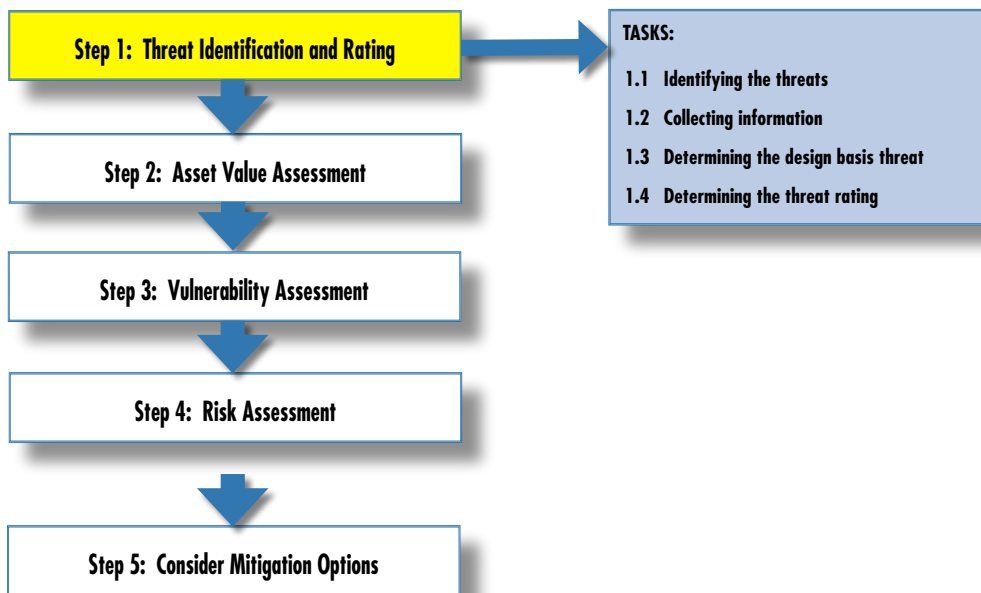 Step 1: Threat Identification and Rating
TASKS:
1.1 Identifying the threats
1.2 Collecting information
1.3 Determining the design basis threat
1.4 Determining the threat rating
Step 2: Asset Value Assessment
Step 3: Vulnerability Assessment
Step 4: Risk Assessment
Step 5: Consider Mitigation Options